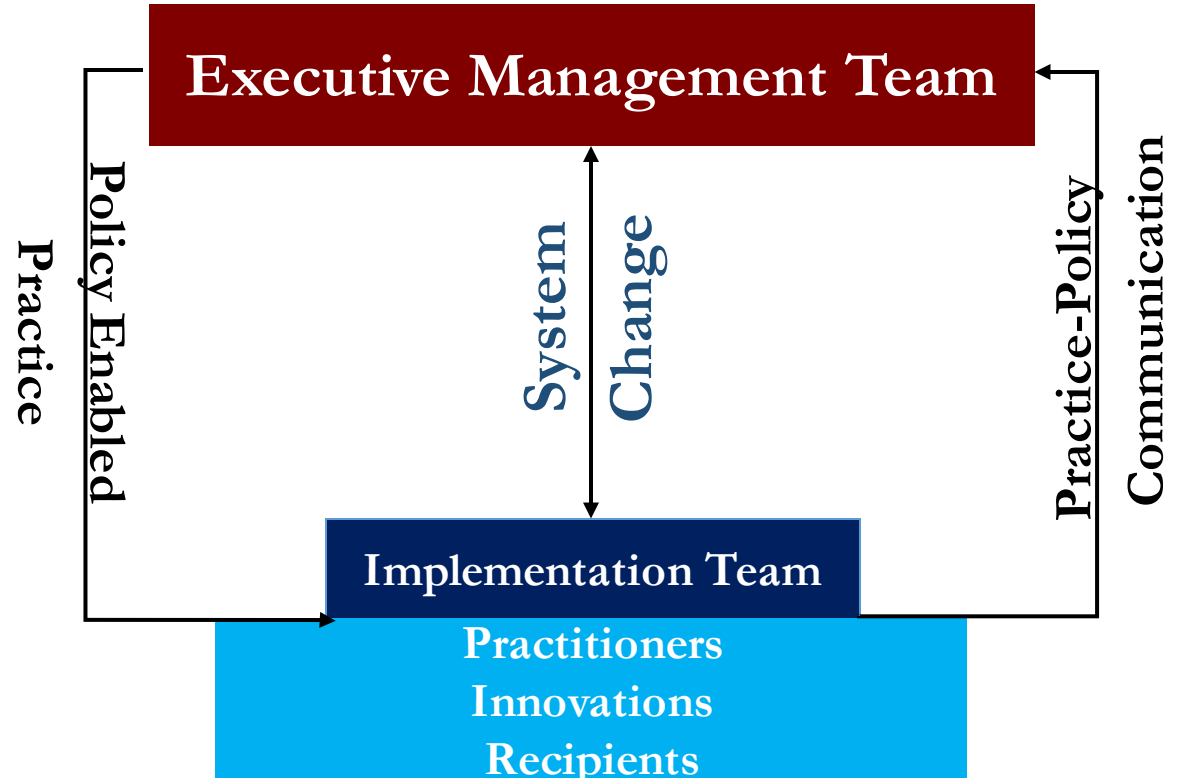 Executive Management Team
Policy Enabled
Practice
System
Change
Practice-Policy
Communication
Implementation Team
Practitioners
Innovations
Recipients